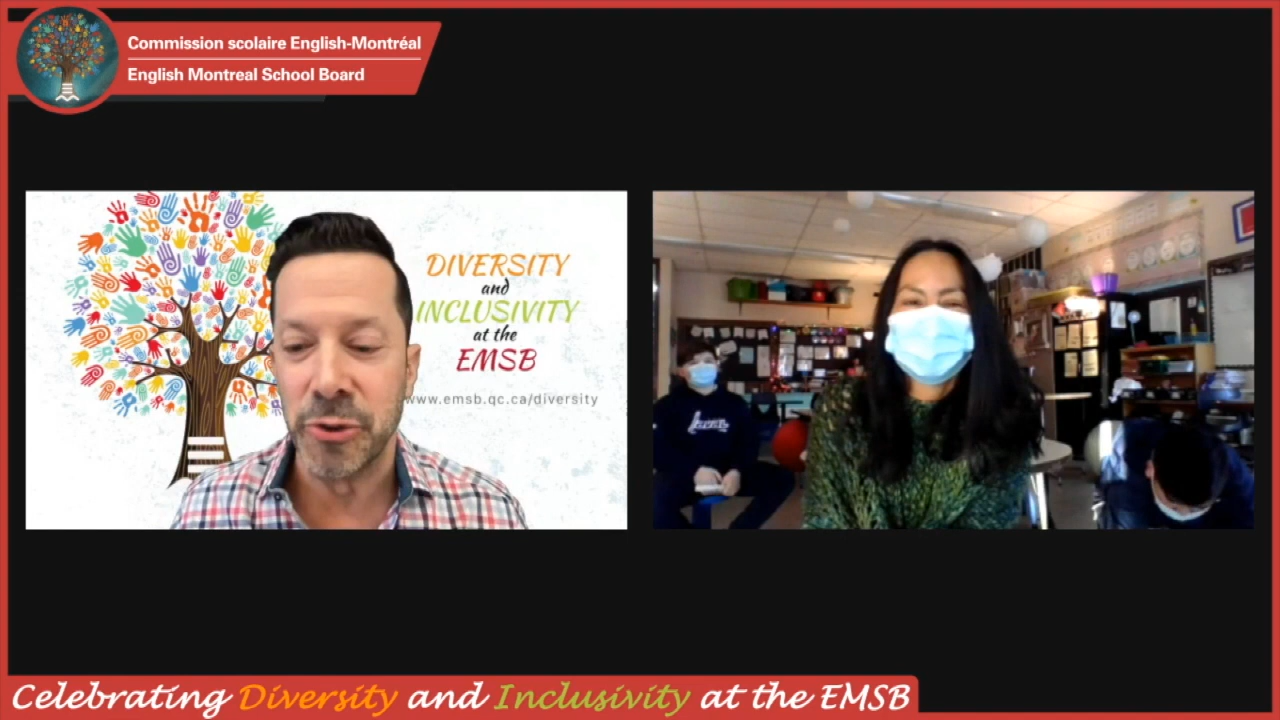 Commission scolaire English-Montréal
English Montreal School Board
DIVERSITY
and
INCLUSIVITY
at the
EMSB
www.emsb.qc.ca/diversity
Celebrating Diversity and Inclusivity at the EMSB